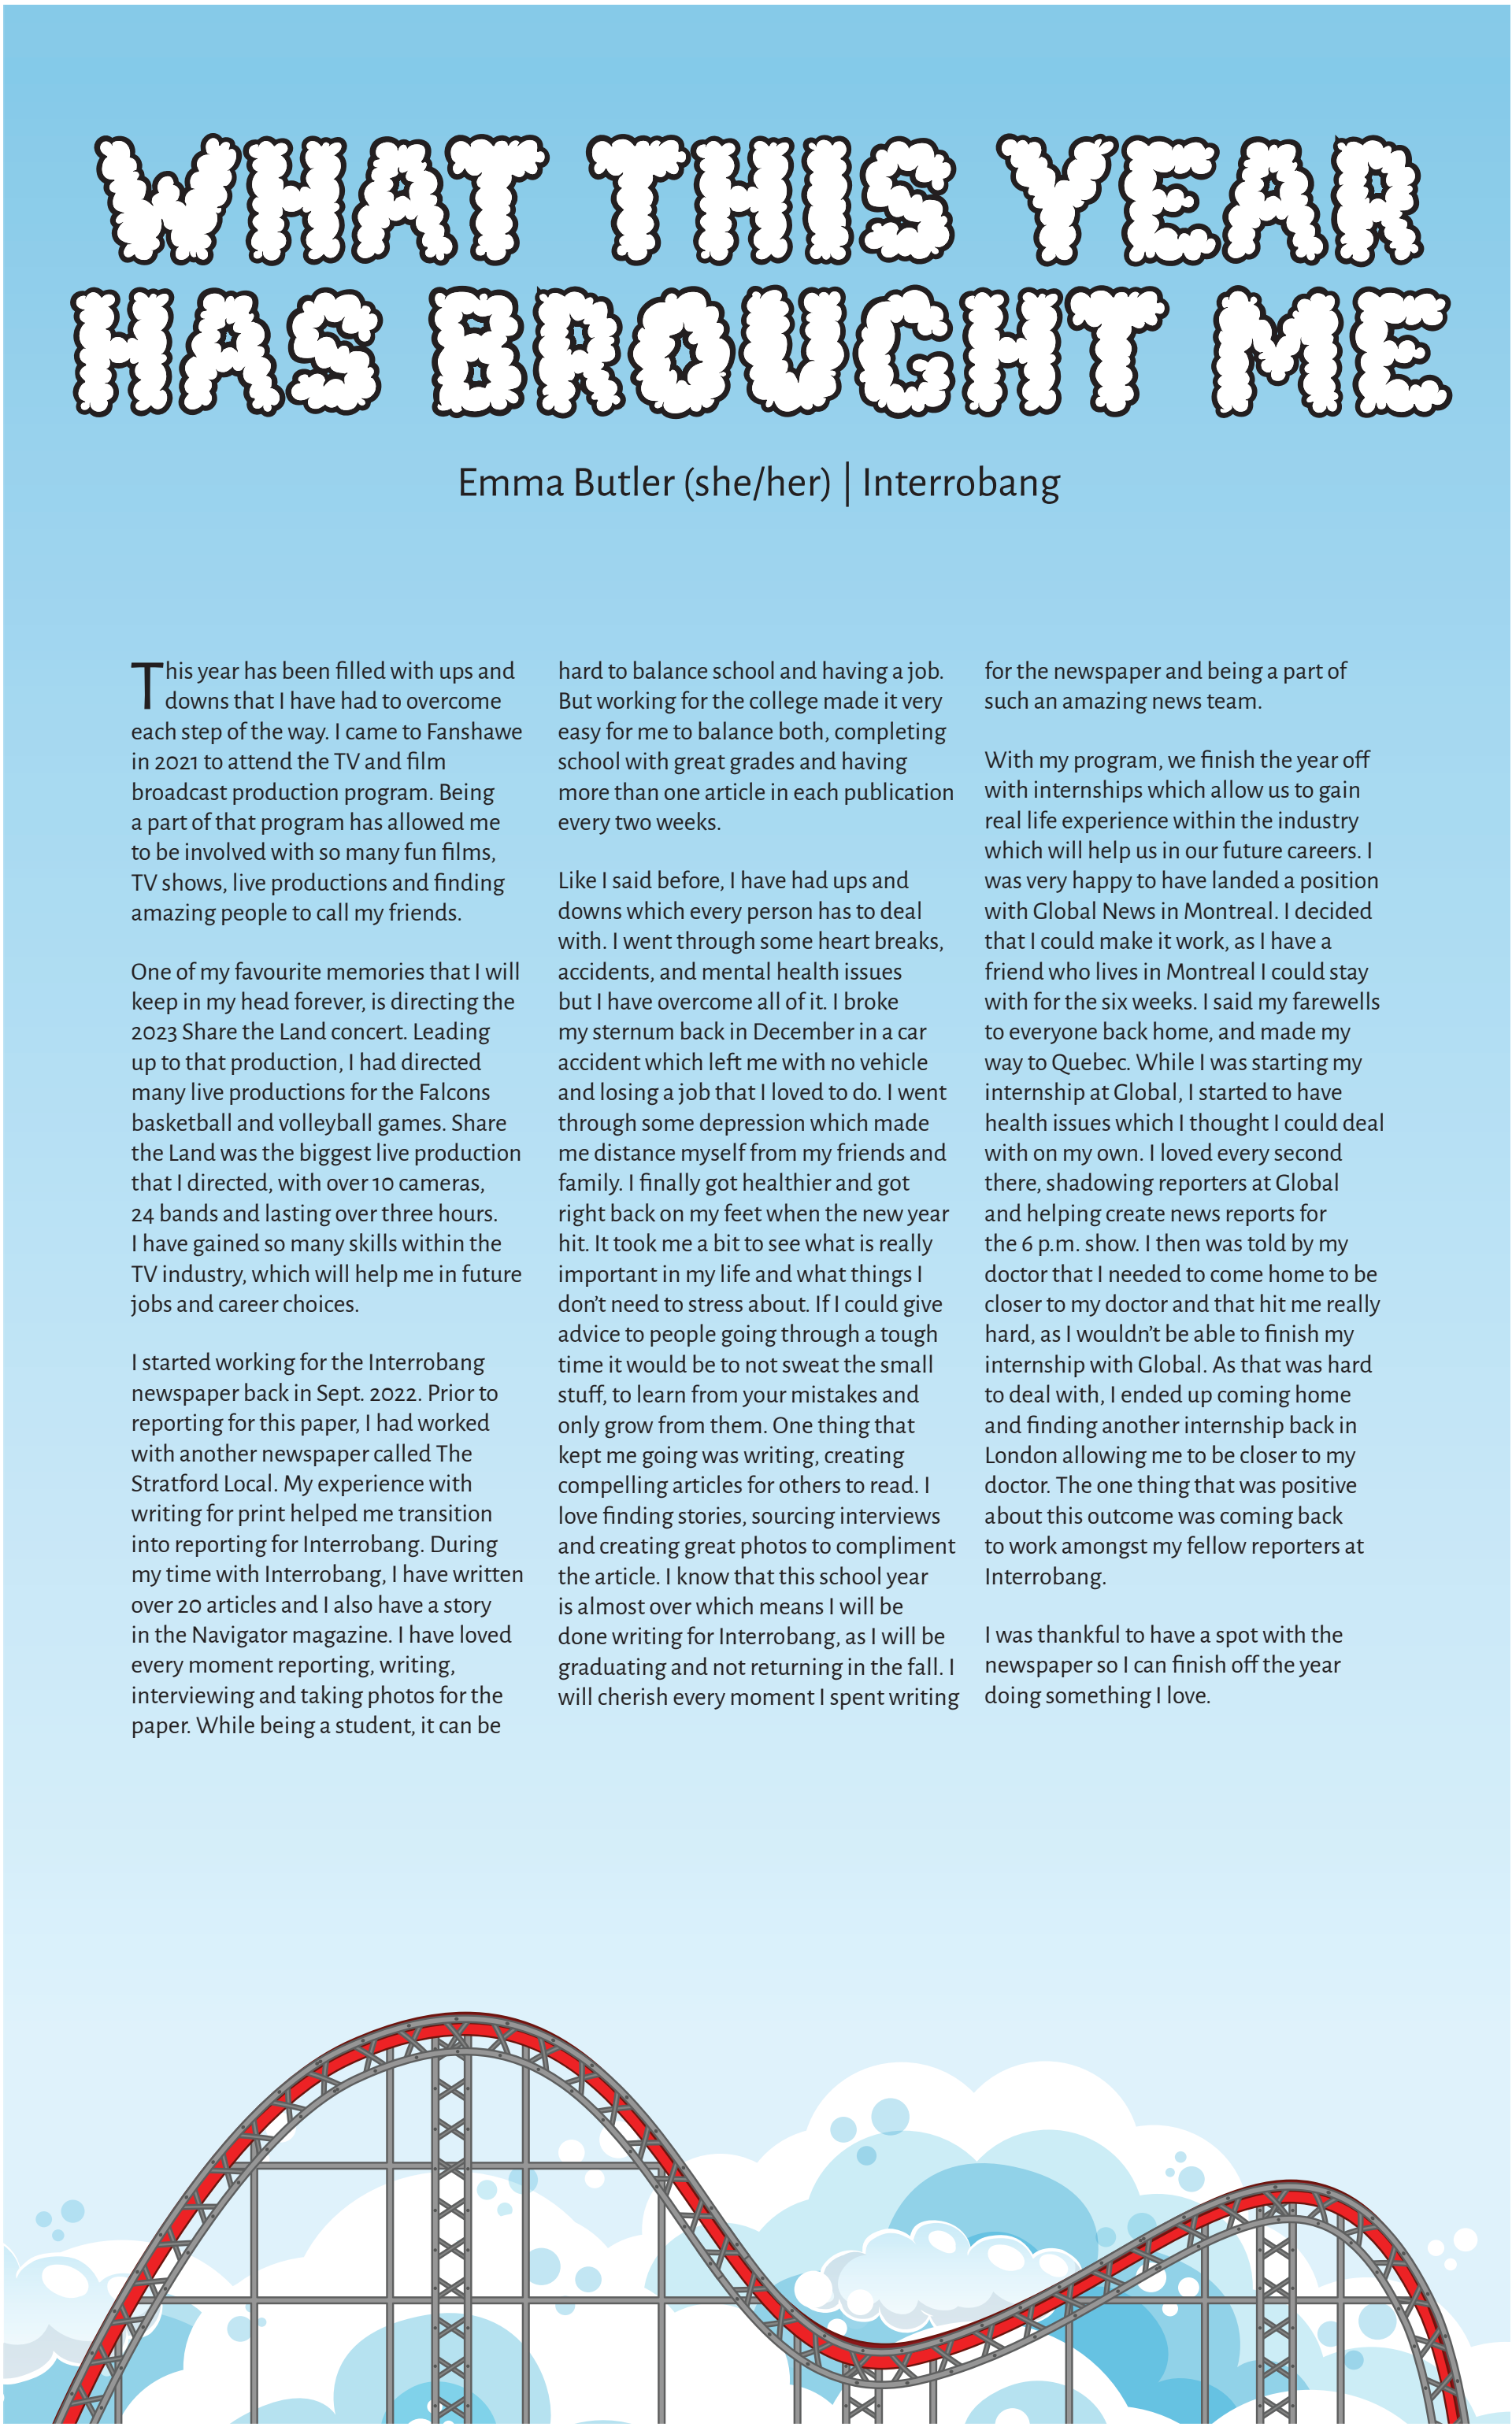 WHAT THIS YEAR
HAS BROUGHT ME
Emma Butler (she/her) | Interrobang
This year has been filled with ups and
downs that I have had to overcome
each step of the way. I came to Fanshawe
in 2021 to attend the TV and film
broadcast production program. Being
a part of that program has allowed me
to be involved with so many fun films,
TV shows, live productions and finding
amazing people to call my friends.
One of my favourite memories that I will
keep in my head forever, is directing the
2023 Share the Land concert. Leading
up to that production, I had directed
many live productions for the Falcons
basketball and volleyball games. Share
the Land was the biggest live production
that I directed, with over 10 cameras,
24 bands and lasting over three hours.
I have gained so many skills within the
TV industry, which will help me in future
jobs and career choices.
I started working for the Interrobang
newspaper back in Sept. 2022. Prior to
reporting for this paper, I had worked
with another newspaper called The
Stratford Local. My experience with
writing for print helped me transition
into reporting for Interrobang. During
my time with Interrobang, I have written
over 20 articles and I also have a story
in the Navigator magazine. I have loved
every moment reporting, writing,
interviewing and taking photos for the
paper. While being a student, it can be
hard to balance school and having a job.
But working for the college made it very
easy for me to balance both, completing
school with great grades and having
more than one article in each publication
every two weeks.
Like I said before, I have had ups and
downs which every person has to deal
with. I went through some heart breaks,
accidents, and mental health issues
but I have overcome all of it. I broke
my sternum back in December in a car
accident which left me with no vehicle
and losing a job that I loved to do. I went
through some depression which made
me distance myself from my friends and
family. I finally got healthier and got
right back on my feet when the new year
hit. It took me a bit to see what is really
important in my life and what things I
don't need to stress about. If I could give
advice to people going through a tough
time it would be to not sweat the small
stuff, to learn from your mistakes and
only grow from them. One thing that
kept me going was writing, creating
compelling articles for others to read. I
love finding stories, sourcing interviews
and creating great photos to compliment
the article. I know that this school year
is almost over which means I will be
done writing for Interrobang, as I will be
graduating and not returning in the fall. I
will cherish every moment I spent writing
for the newspaper and being a part of
such an amazing news team.
With my program, we finish the year off
with internships which allow us to gain
real life experience within the industry
which will help us in our future careers. I
was very happy to have landed a position
with Global News in Montreal. I decided
that I could make it work, as I have a
friend who lives in Montreal I could stay
with for the six weeks. I said my farewells
to everyone back home, and made my
way to Quebec. While I was starting my
internship at Global, I started to have
health issues which I thought I could deal
with on my own. I loved every second
there, shadowing reporters at Global
and helping create news reports for
the 6 p.m. show. I then was told by my
doctor that I needed to come home to be
closer to my doctor and that hit me really
hard, as I wouldn't be able to finish my
internship with Global. As that was hard
to deal with, I ended up coming home
and finding another internship back in
London allowing me to be closer to my
doctor. The one thing that was positive
about this outcome was coming back
to work amongst my fellow reporters at
Interrobang.
I was thankful to have a spot with the
newspaper so I can finish off the year
doing something I love.